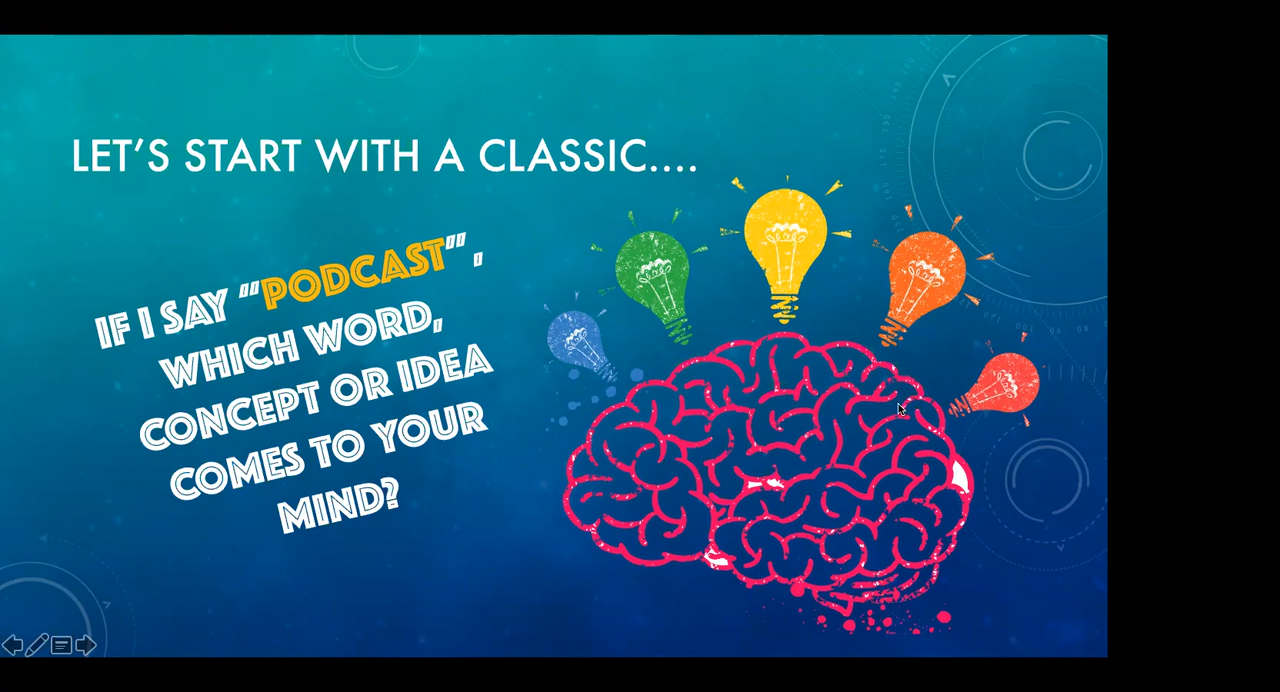 LET'S START WITH A CLASSIC....
IF I SAY "PODCAST",
WHICH WORD,
CONCEPT OR IDEA
COMES TO YOUR
MIND?